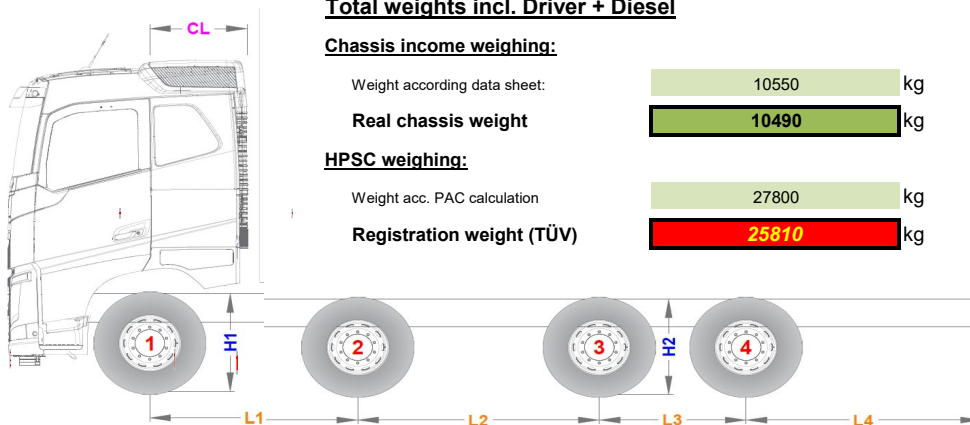 Total weights incl. Driver + Diesel
CL
Chassis income weighing:
Weight according data sheet: 10550 kg
Real chassis weight 10490 kg
HPSC weighing:
Weight acc. PAC calculation 27800 kg
Registration weight (TÜV) 25810 kg
1 H1 2 3 H2 4
L1 L2 L3 L4